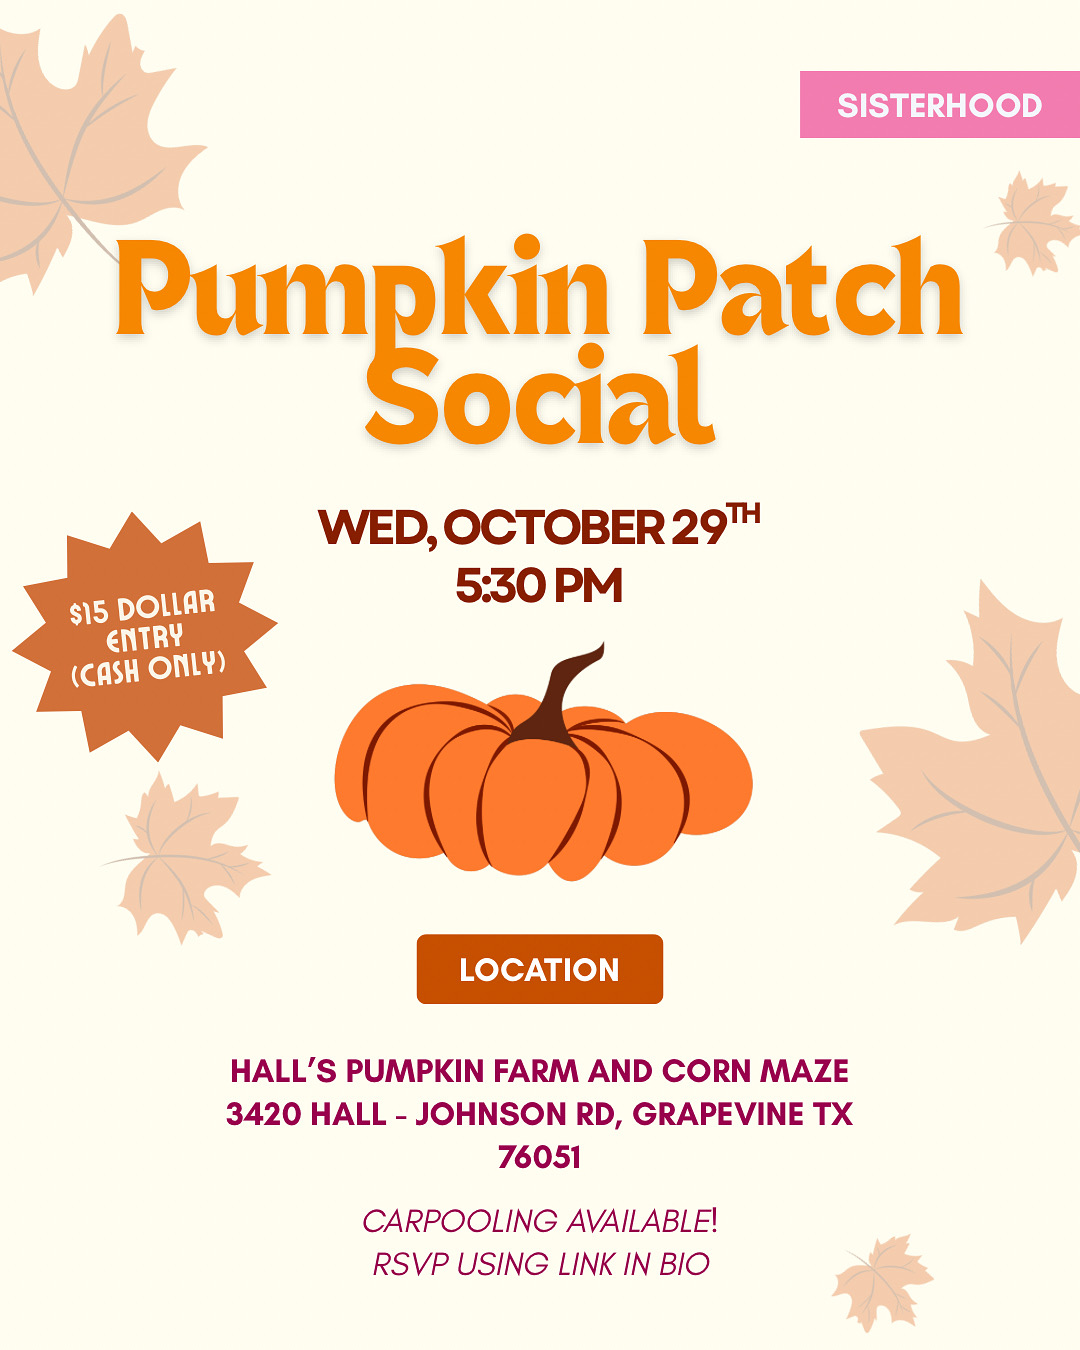 SISTERHOOD
Pumpkin Patch
Social
WED, OCTOBER 29TH
5:30 PM
$15 DOLLAR
ENTRY
(CASH ONLY)
LOCATION
HALL'S PUMPKIN FARM AND CORN MAZE
3420 HALL - JOHNSON RD, GRAPEVINE TX
76051
CARPOOLING AVAILABLE!
RSVP USING LINK IN BIO